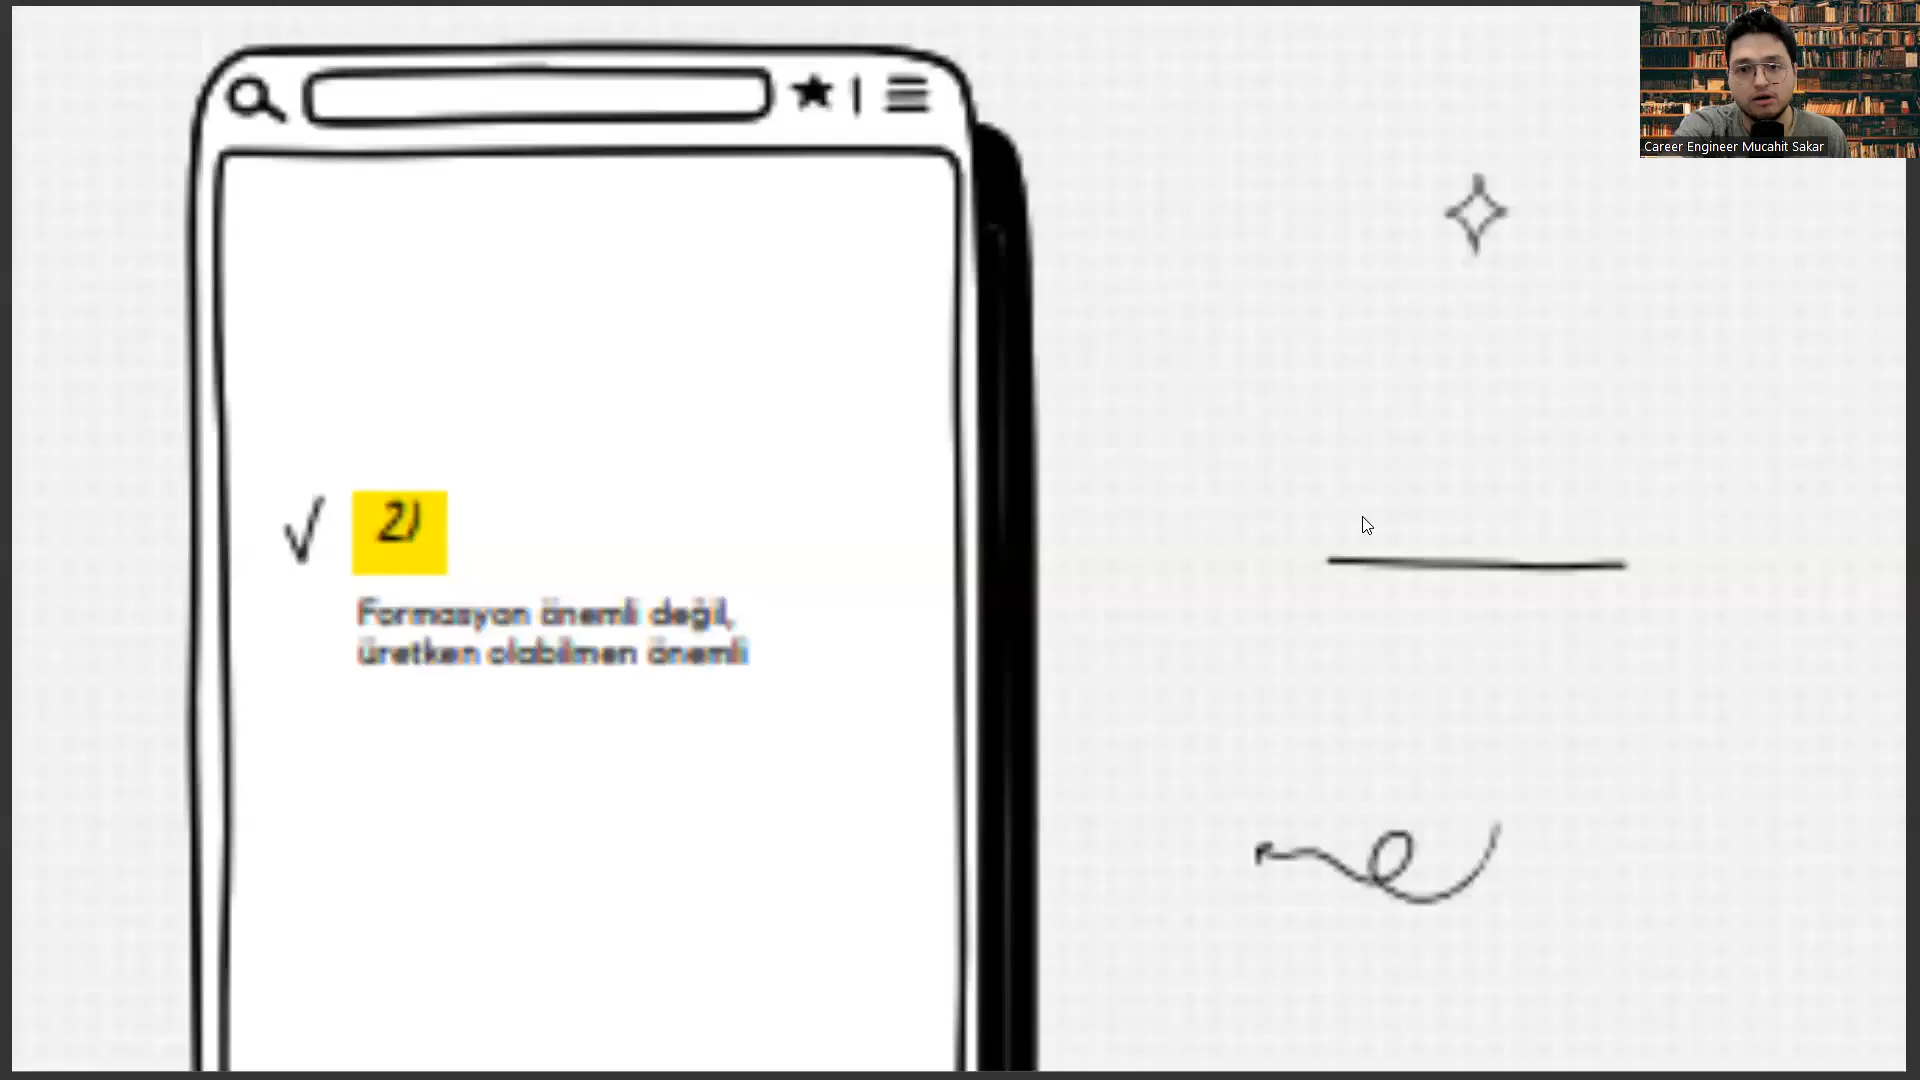 Career Engineer Mucahit Sakar
2)
Formasyon önemli değil,
üretken olabilmen önemli